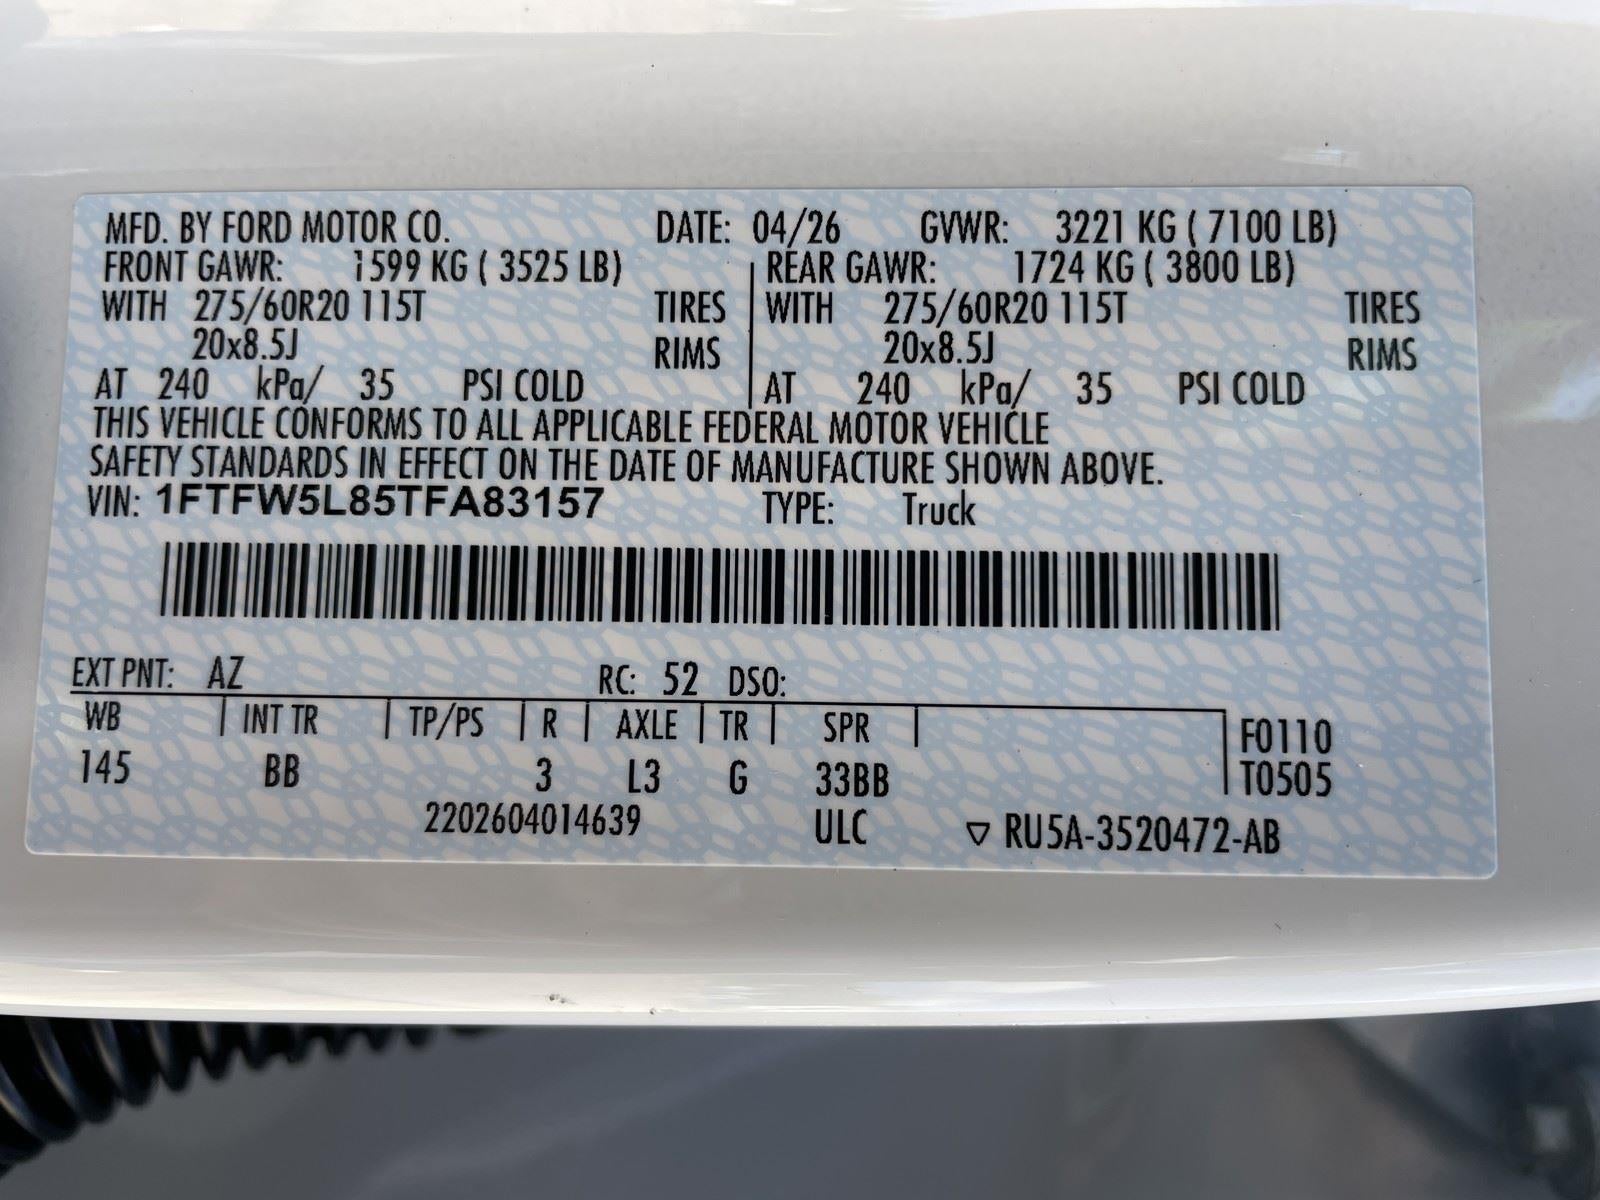 MFD. BY FORD MOTOR CO. DATE: 04/26 GVWR: 3221 KG ( 7100 LB)
FRONT GAWR: 1599 KG ( 3525 LB) REAR GAWR: 1724 KG ( 3800 LB)
WITH 275/60R20 115T TIRES WITH 275/60R20 115T TIRES
20x8.5J RIMS 20x8.5J RIMS
AT 240 kPa/ 35 PSI COLD AT 240 kPa/ 35 PSI COLD
THIS VEHICLE CONFORMS TO ALL APPLICABLE FEDERAL MOTOR VEHICLE
SAFETY STANDARDS IN EFFECT ON THE DATE OF MANUFACTURE SHOWN ABOVE.
VIN: 1FTFW5L85TFA83157 TYPE: Truck
EXT PNT: AZ RC: 52 DSO:
WB INT TR TP/PS R AXLE TR SPR F0110
145 BB 3 L3 G 33BB T0505
2202604014639 ULC ▽ RU5A-3520472-AB